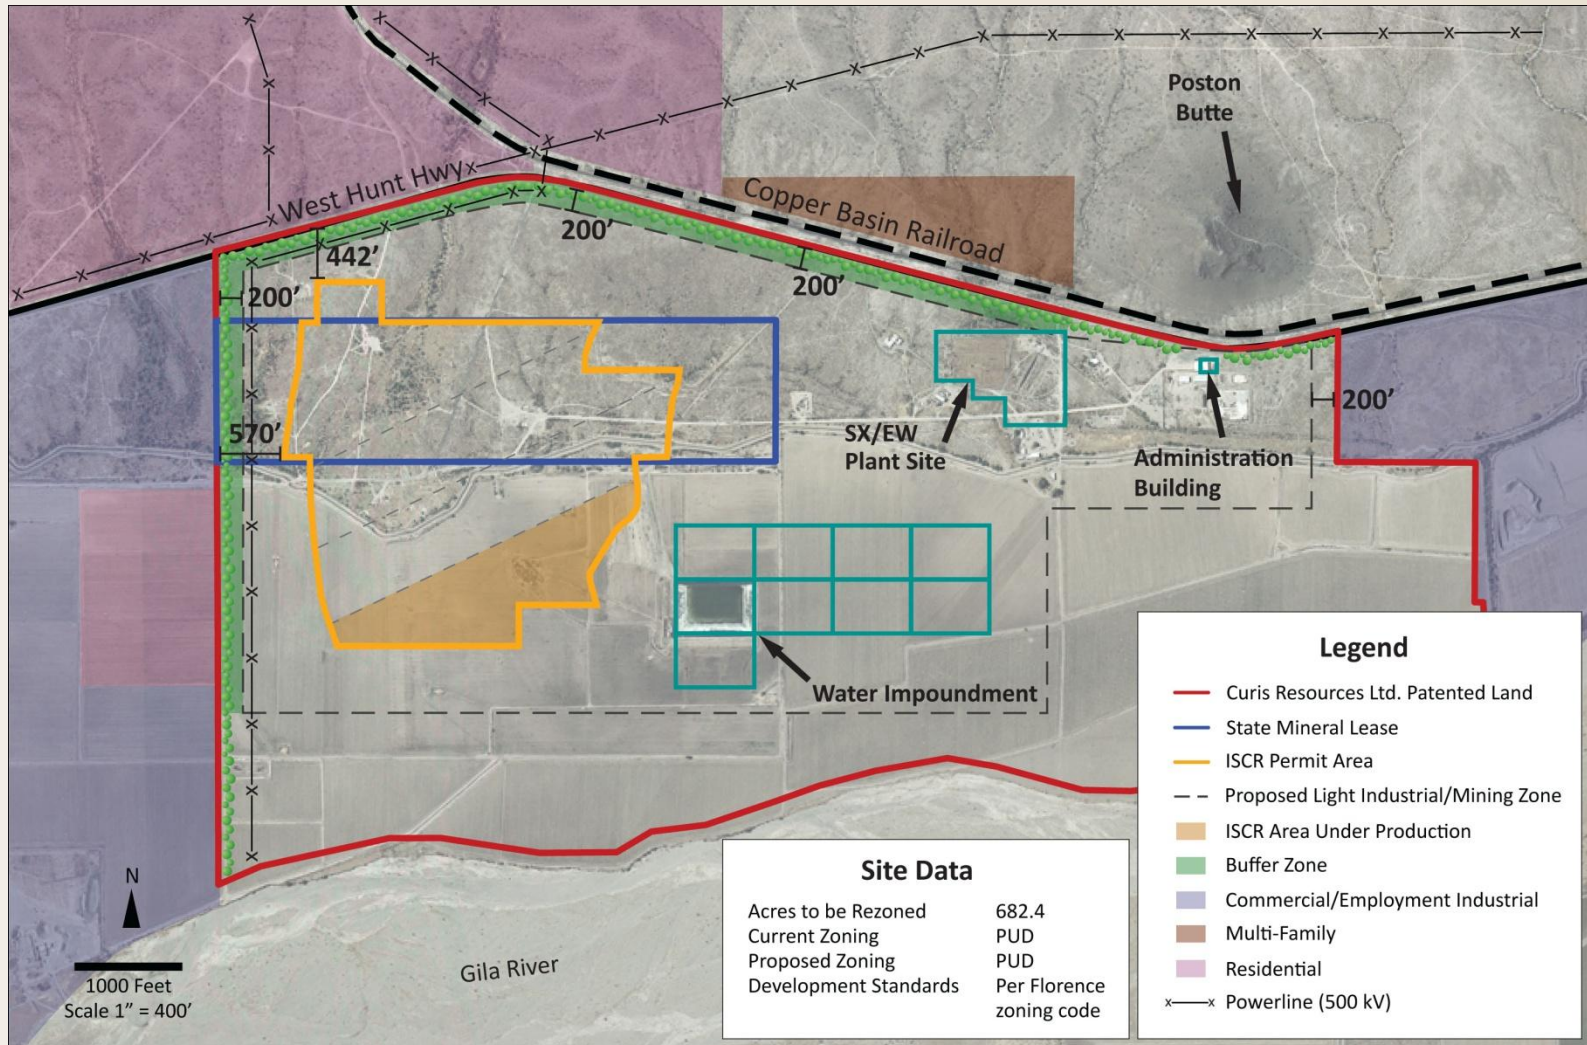 Poston
Butte
West Hunt Hwy
Copper Basin Railroad
442'
200'
200'
200'
200'
570'
SX/EW
Plant Site
Administration
Building
Water Impoundment
Gila River
N
1000 Feet
Scale 1" = 400'
Site Data
Acres to be Rezoned 682.4
Current Zoning PUD
Proposed Zoning PUD
Development Standards Per Florence
zoning code
Legend
Curis Resources Ltd. Patented Land
State Mineral Lease
ISCR Permit Area
Proposed Light Industrial/Mining Zone
ISCR Area Under Production
Buffer Zone
Commercial/Employment Industrial
Multi-Family
Residential
x—x Powerline (500 kV)